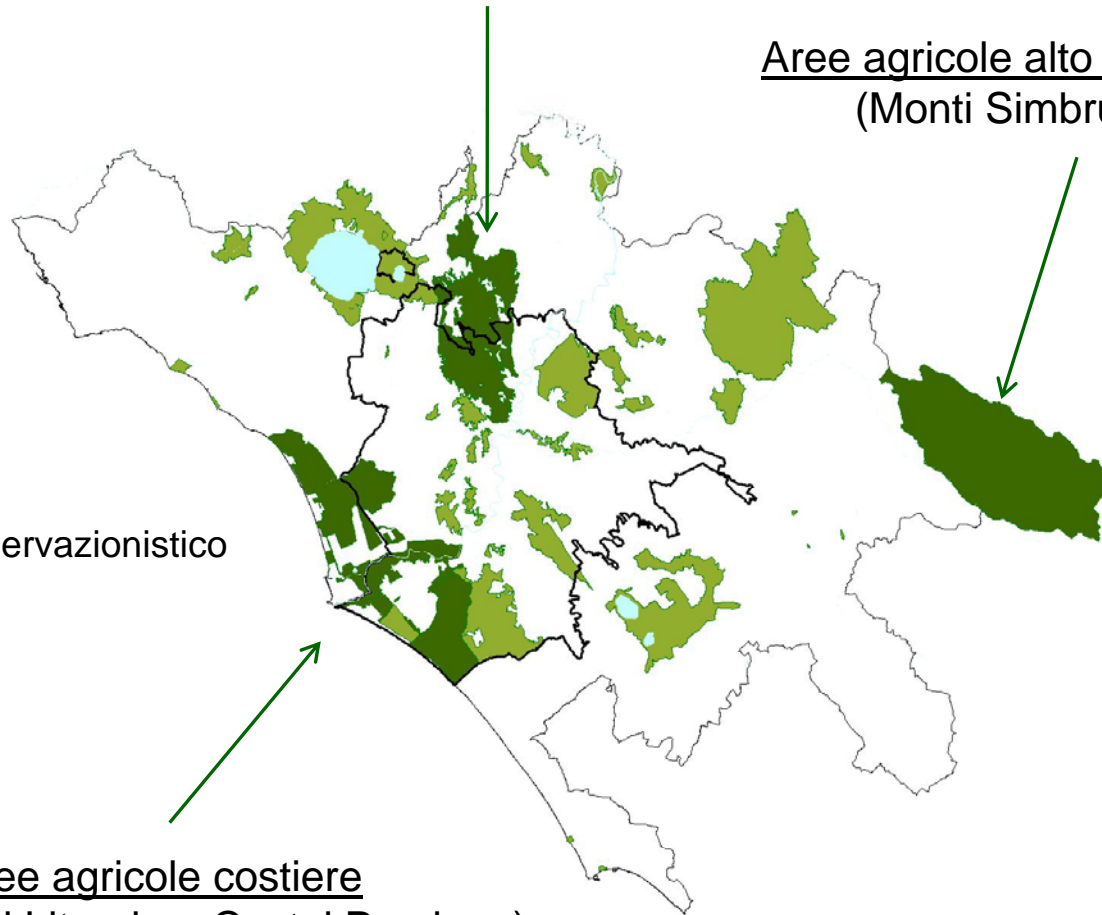 Aree agricole alto
(Monti Simbru
ervazionistico
ee agricole costiere